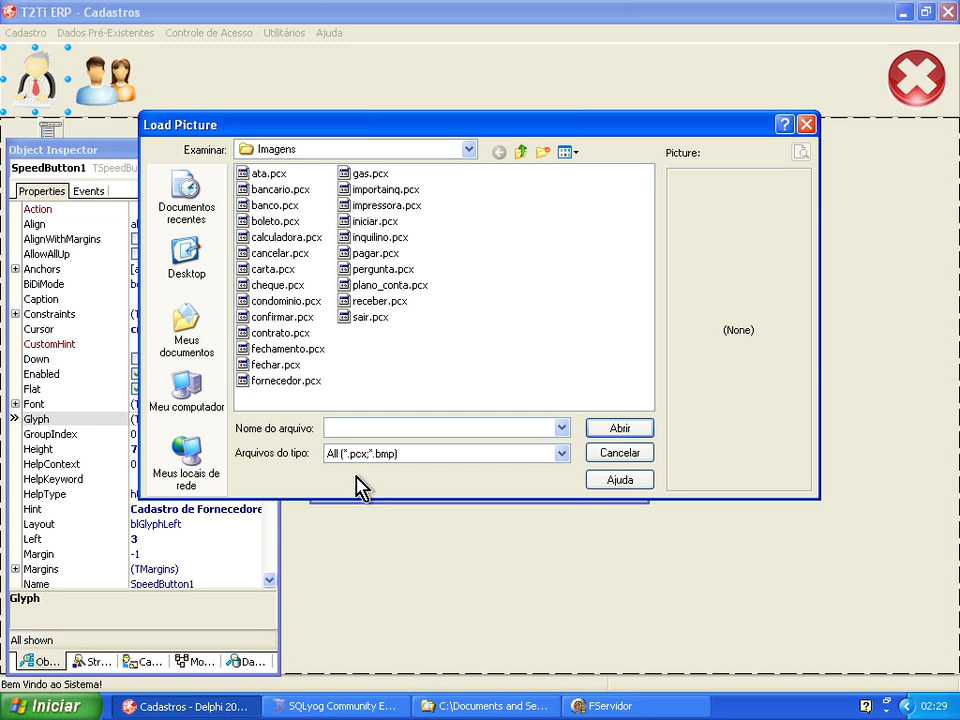 T2Ti ERP - Cadastros
Cadastro Dados Pré-Existentes Controle de Acesso Utilitários Ajuda
Load Picture
Examinar: Imagens
Picture:
Documentos recentes
Desktop
Meus documentos
Meu computador
Meus locais de rede
ata.pcx
bancario.pcx
banco.pcx
boleto.pcx
calculadora.pcx
cancelar.pcx
carta.pcx
cheque.pcx
condominio.pcx
confirmar.pcx
contrato.pcx
fechamento.pcx
fechar.pcx
fornecedor.pcx
gas.pcx
importainq.pcx
impressora.pcx
iniciar.pcx
inquilino.pcx
pagar.pcx
pergunta.pcx
plano_conta.pcx
receber.pcx
sair.pcx
(None)
Nome do arquivo: Abrir
Arquivos do tipo: All (*.pcx;*.bmp) Cancelar
Ajuda
Object Inspector
SpeedButton1 TSpeedButto
Properties Events
Action
Align
AlignWithMargins
AllowAllUp
Anchors
BiDiMode
Caption
Constraints
Cursor
CustomHint
Down
Enabled
Flat
Font
Glyph
GroupIndex
Height
HelpContext
HelpKeyword
HelpType
Hint Cadastro de Fornecedore
Layout blGlyphLeft
Left 3
Margin -1
Margins (TMargins)
Name SpeedButton1
Glyph
All shown
Ob... Str... Ca... Mo... Da...
Bem Vindo ao Sistema!
Iniciar Cadastros - Delphi 20... SQLyog Community E... C:\Documents and Se... FServidor 02:29